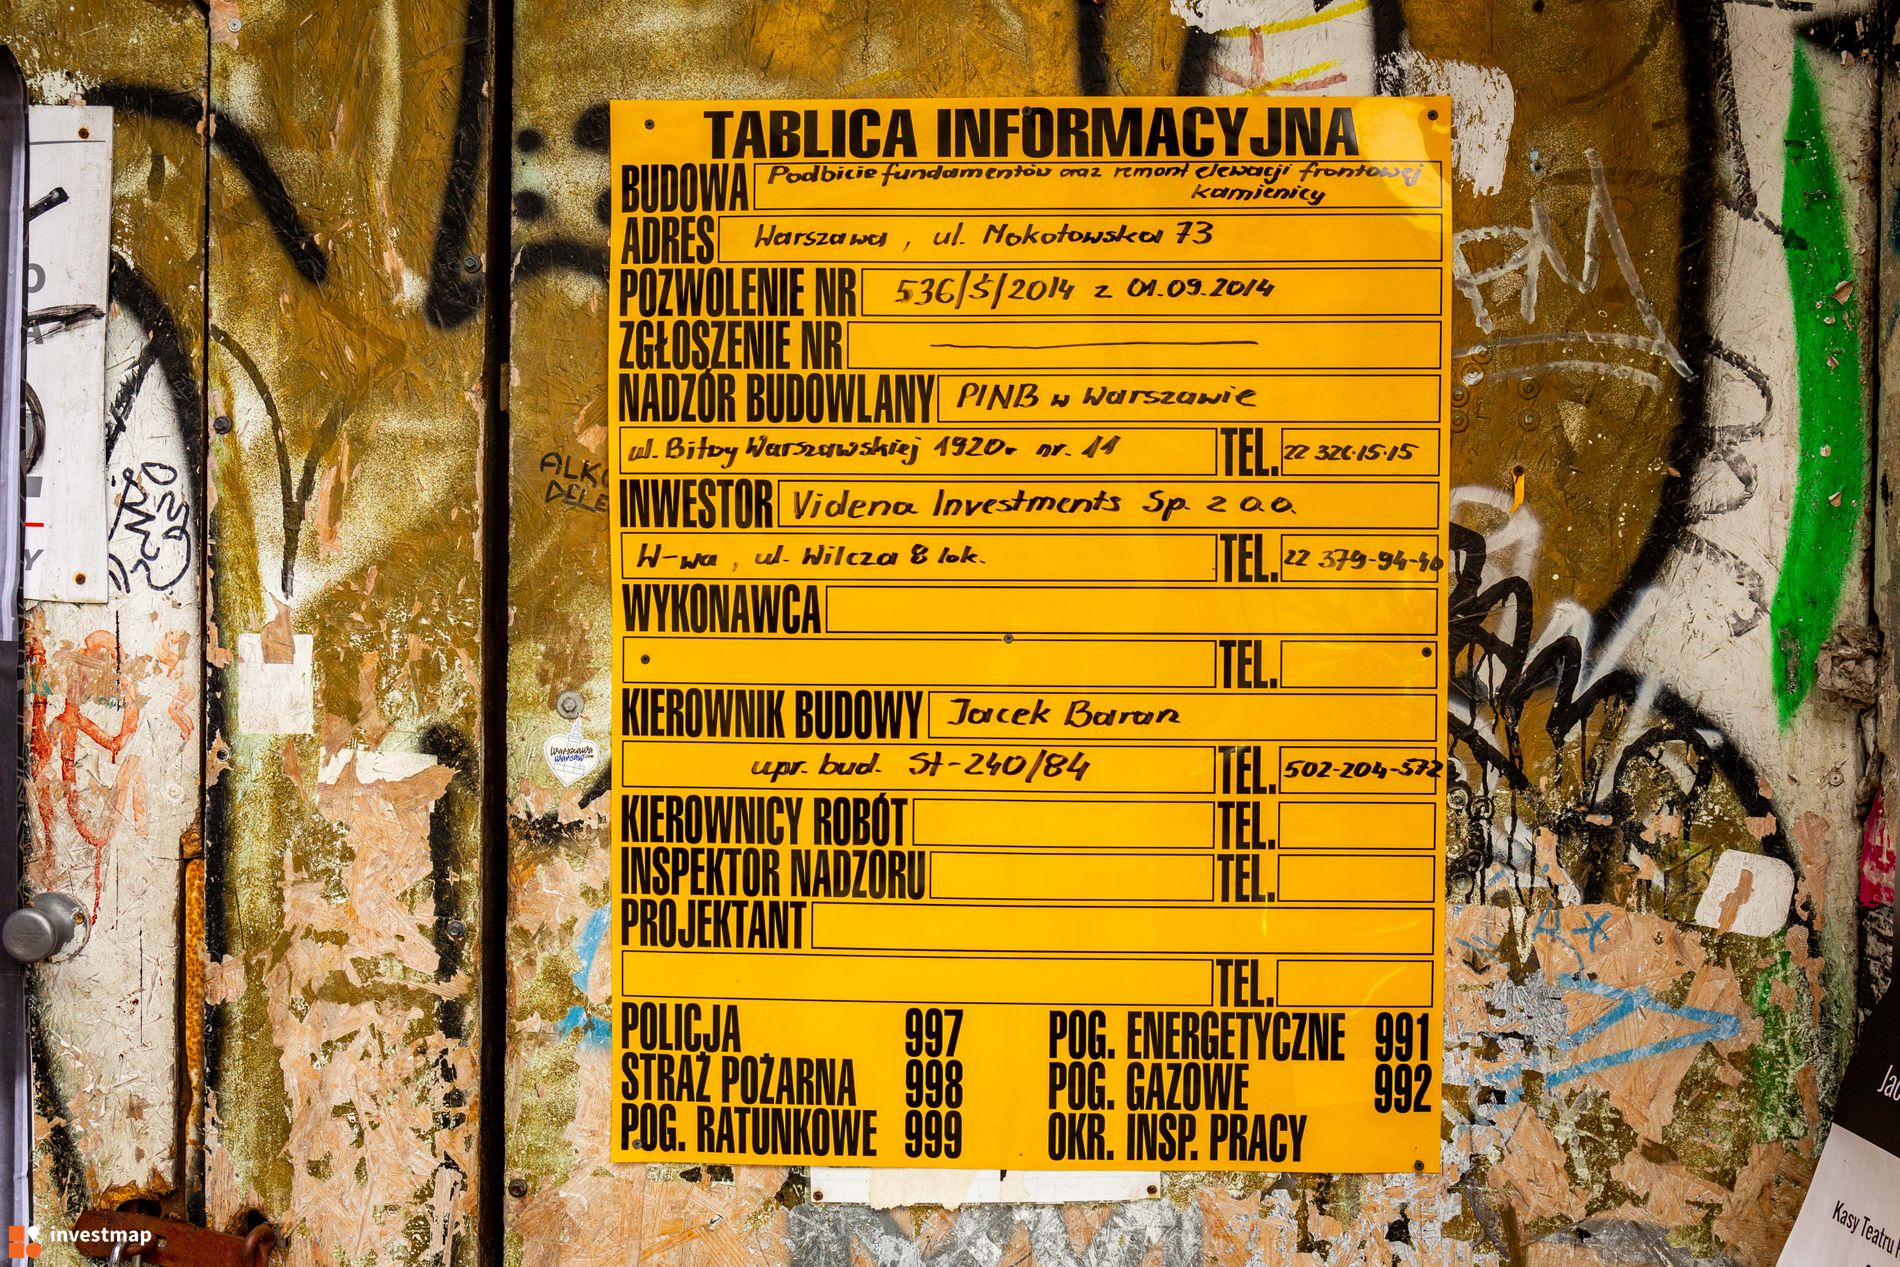 TABLICA INFORMACYJNA
BUDOWA Podbicie fundamentów oraz remont elewacji frontowej
kamienicy
ADRES Warszawa, ul. Mokotowska 73
POZWOLENIE NR 536/Ś/2014 z 01.09.2014
ZGŁOSZENIE NR
NADZÓR BUDOWLANY PINB w Warszawie
ul. Bitwy Warszawskiej 1920r nr. 11 TEL. 22
INWESTOR Videna Investments Sp. z o.o.
W-wa, ul. Wilcza 8 lok. TEL. 22 379-94-40
WYKONAWCA
TEL.
KIEROWNIK BUDOWY Jacek Baran
upr. bud. St-240/84 TEL. 502-204-572
KIEROWNICY ROBÓT TEL.
INSPEKTOR NADZORU TEL.
PROJEKTANT
TEL.
POLICJA 997 POG. ENERGETYCZNE 991
STRAŻ POŻARNA 998 POG. GAZOWE 992
POG. RATUNKOWE 999 OKR. INSP. PRACY
Warszawa
Warsaw
Kasy Teatru
investmap